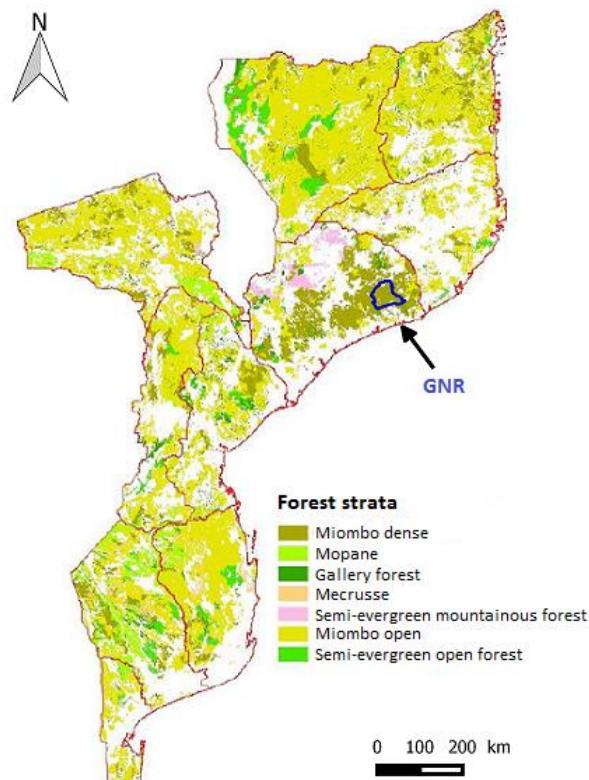 N
GNR
Forest strata
Miombo dense
Mopane
Gallery forest
Mecrusse
Semi-evergreen mountainous forest
Miombo open
Semi-evergreen open forest
0 100 200 km